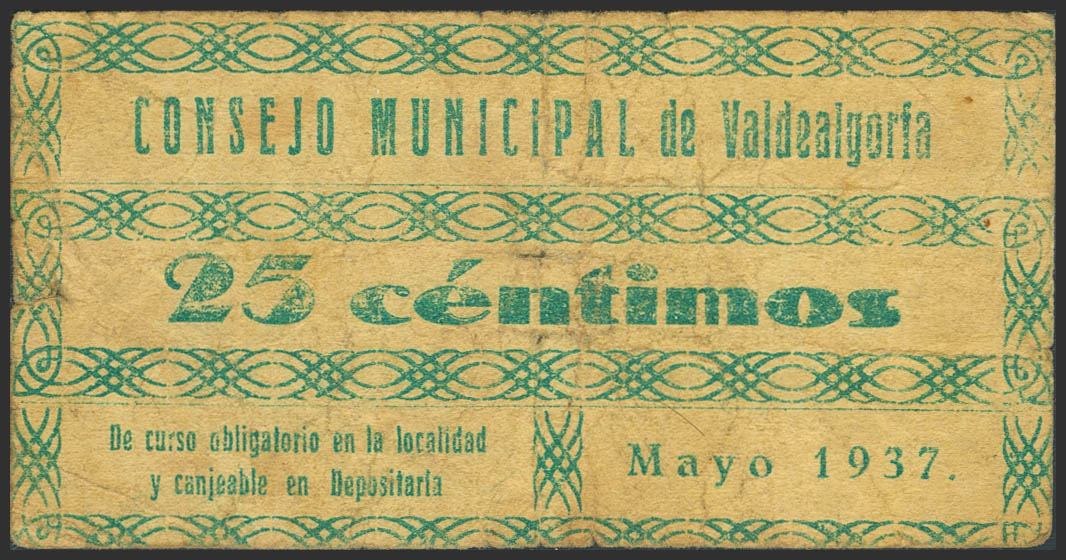 CONSEJO MUNICIPAL de Valdealgorfa
25 céntimos
De curso obligatorio en la localidad
y canjeable en Depositaría
Mayo 1937.